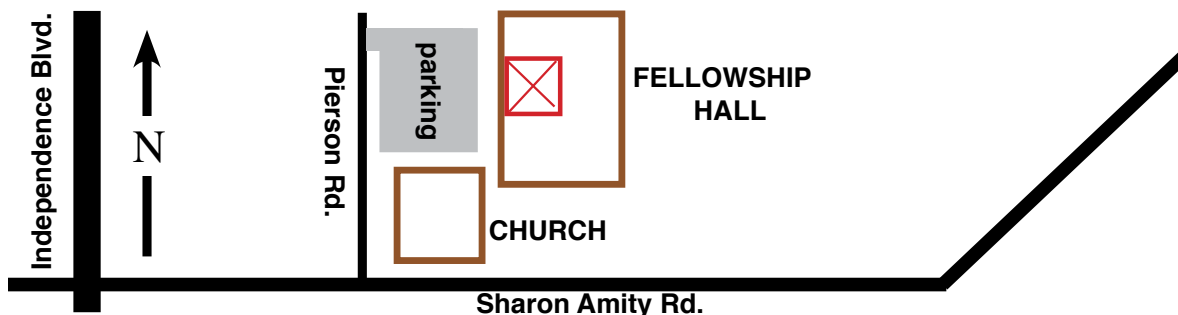 Independence Blvd.
N
Pierson Rd.
parking
FELLOWSHIP
HALL
CHURCH
Sharon Amity Rd.